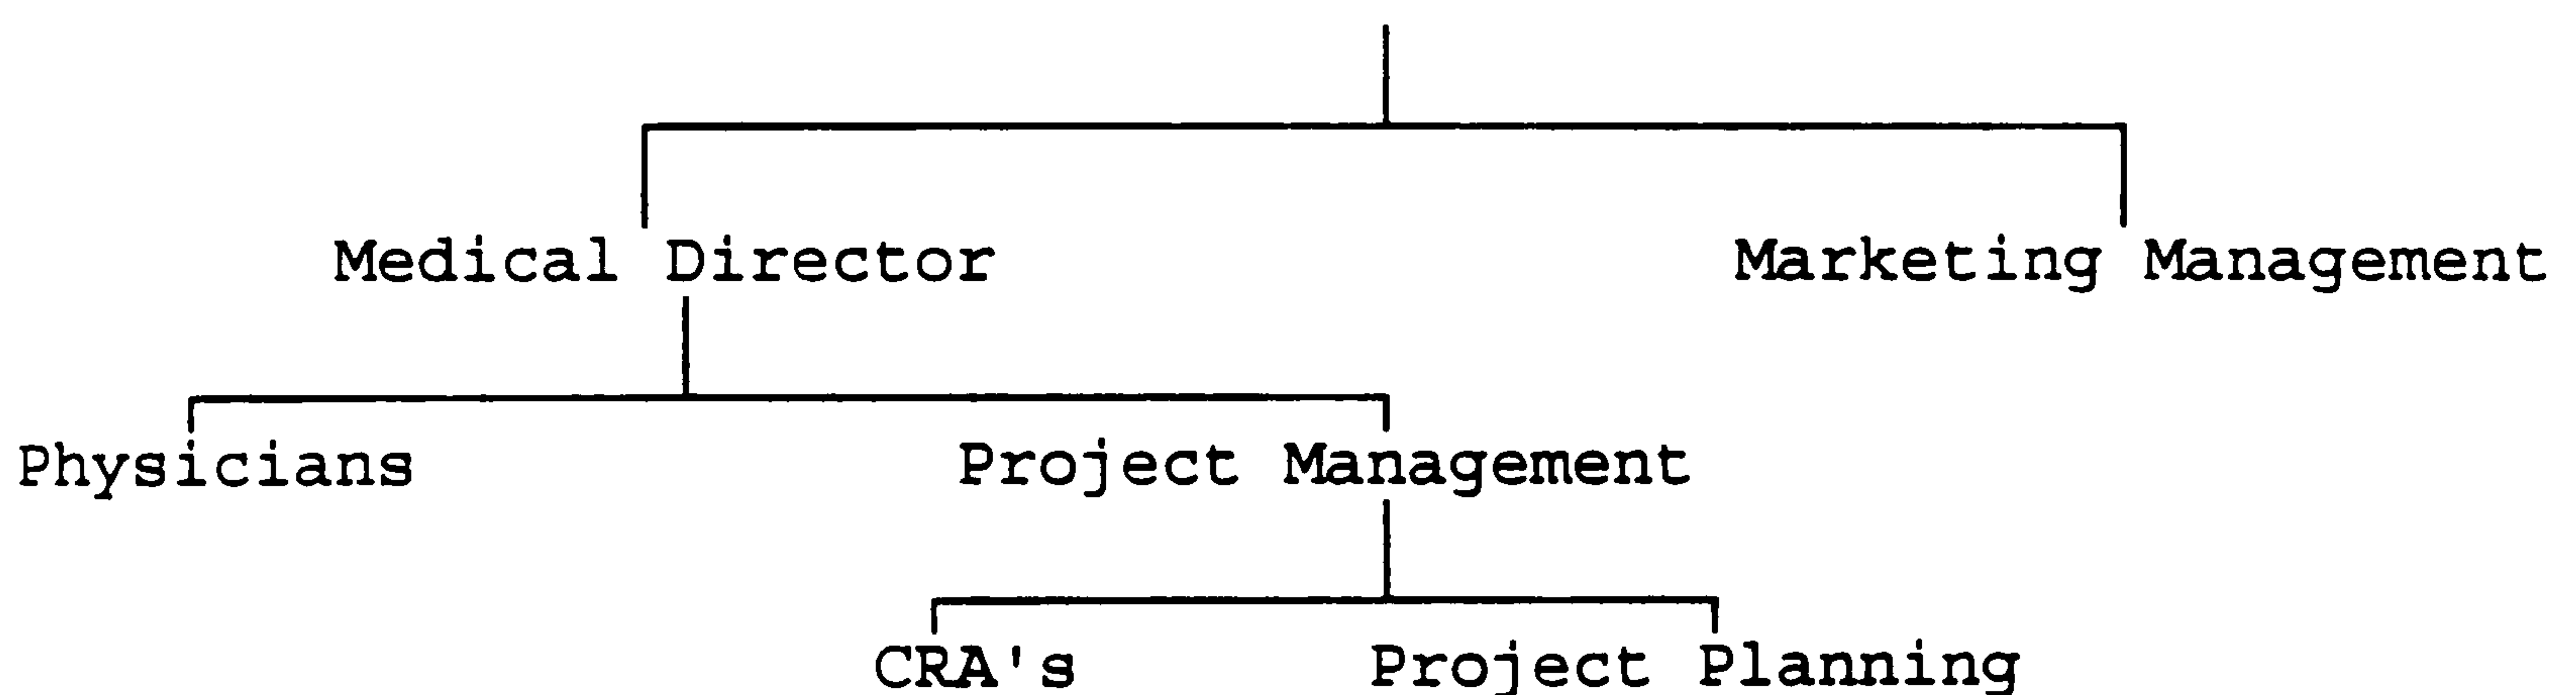 Medical Director Marketing Management
Physicians Project Management
CRA's Project Planning